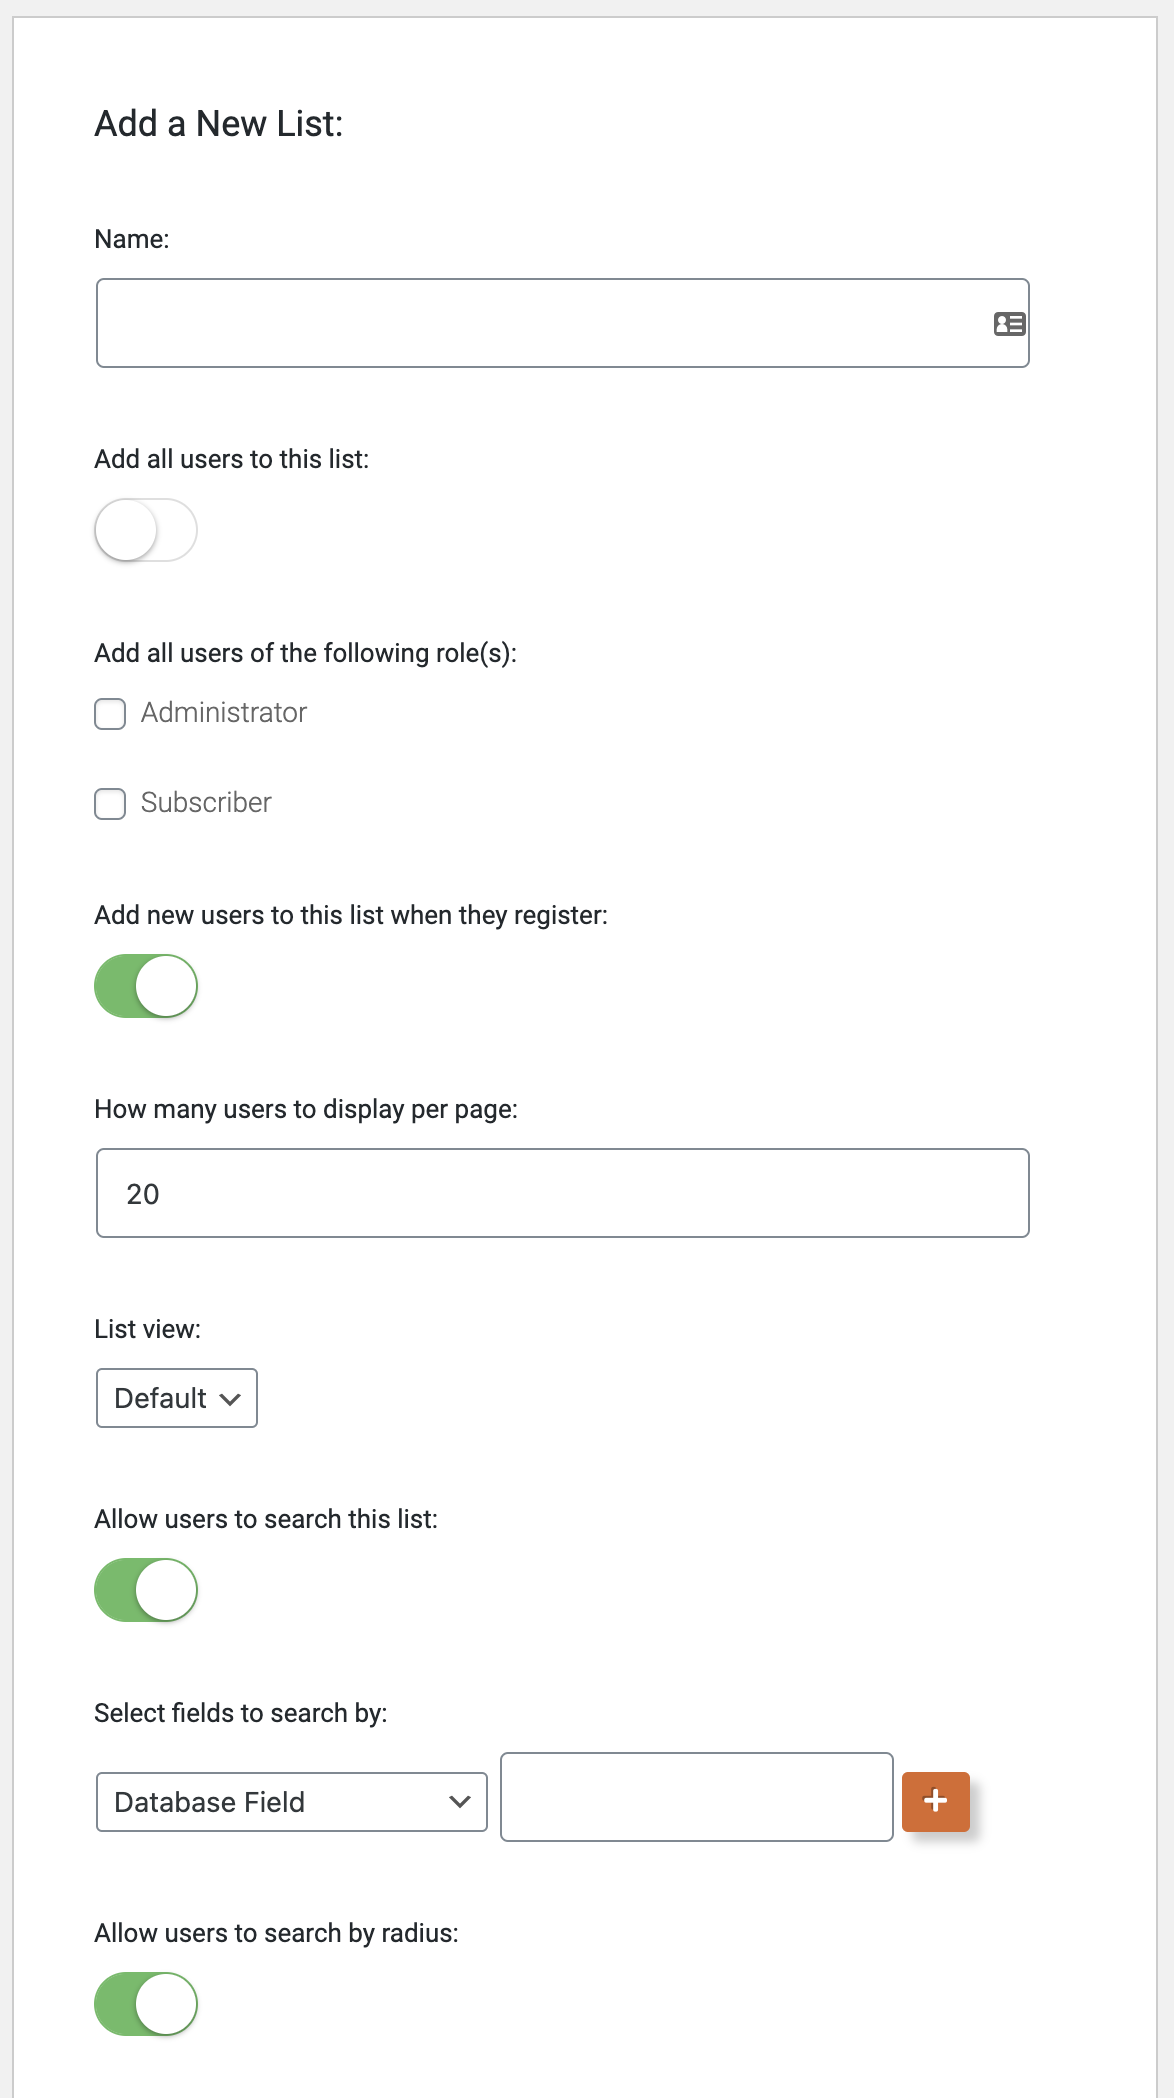 Add a New List:
Name:
Add all users to this list:
Add all users of the following role(s):
Administrator
Subscriber
Add new users to this list when they register:
How many users to display per page:
20
List view:
Default
Allow users to search this list:
Select fields to search by:
Database Field
+
Allow users to search by radius: